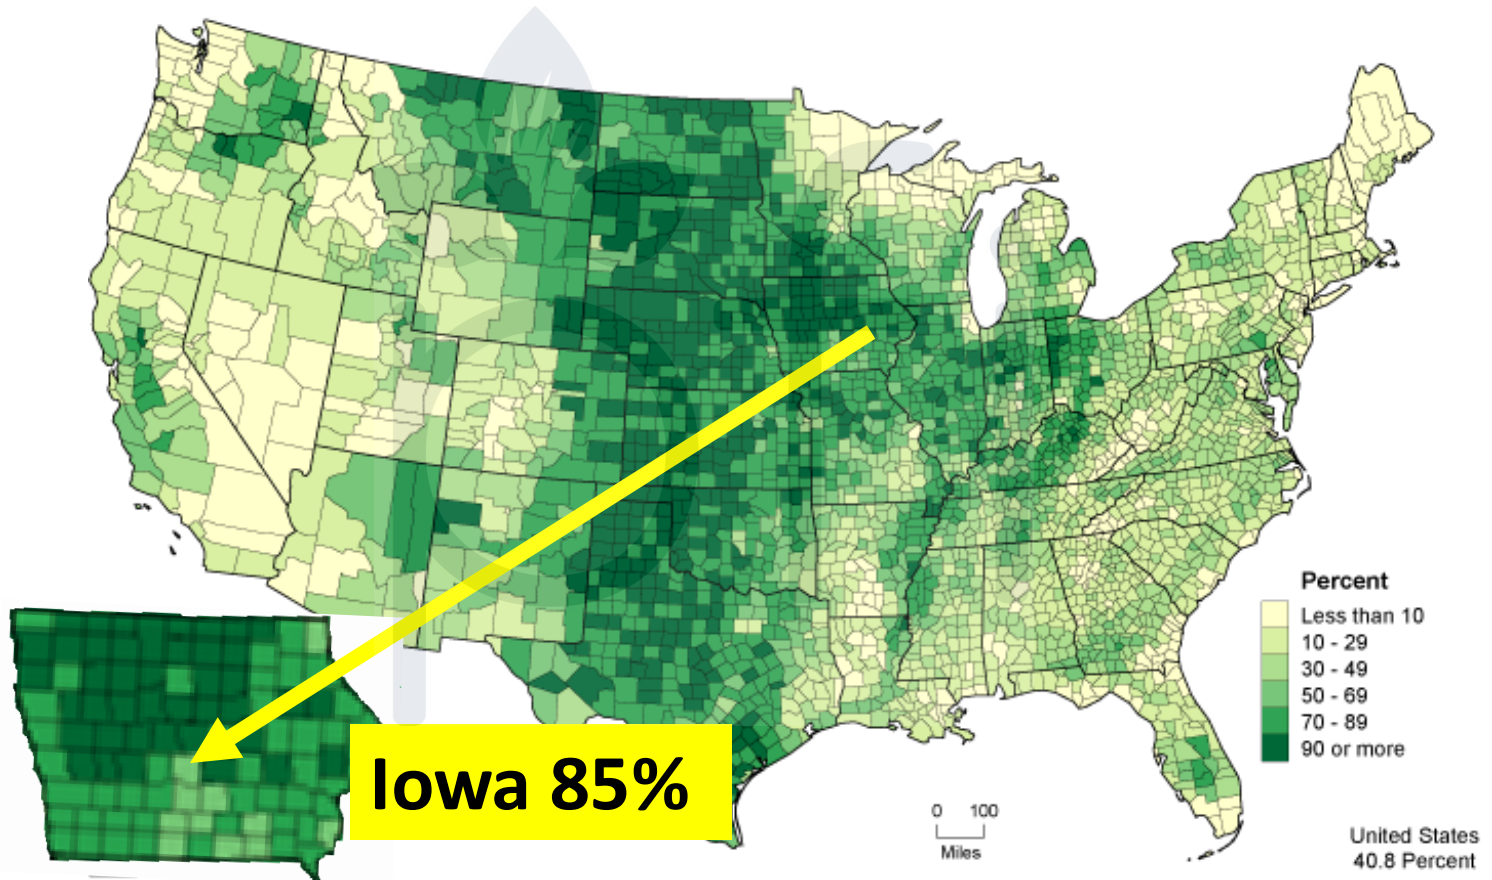 Percent
Less than 10
10 - 29
30 - 49
50 - 69
70 - 89
90 or more
Iowa 85%
0 100
Miles
United States
40.8 Percent